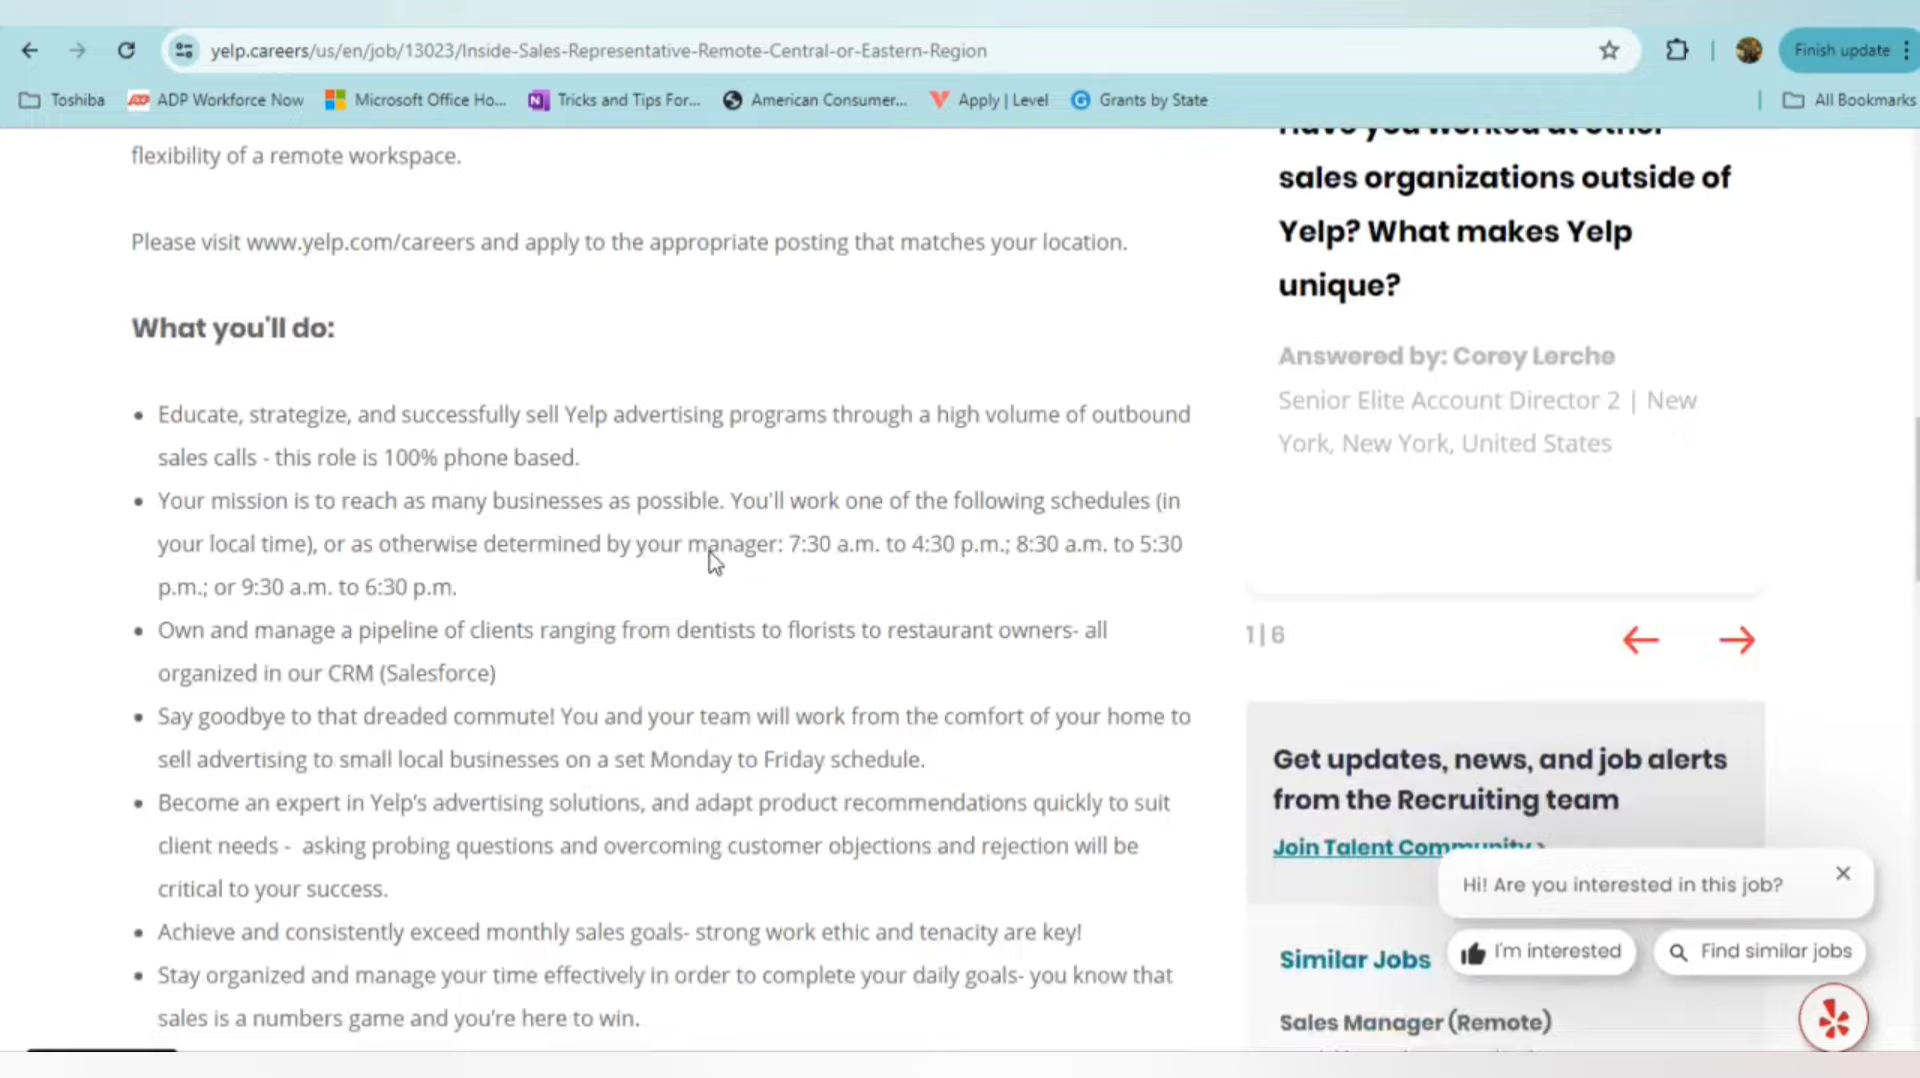 yelp.careers/us/en/job/13023/Inside-Sales-Representative-Remote-Central-or-Eastern-Region
Finish update
Toshiba
ADP Workforce Now
Microsoft Office Ho...
Tricks and Tips For...
American Consumer...
Apply | Level
Grants by State
All Bookmarks
flexibility of a remote workspace.
Please visit www.yelp.com/careers and apply to the appropriate posting that matches your location.
What you'll do:
Educate, strategize, and successfully sell Yelp advertising programs through a high volume of outbound
sales calls - this role is 100% phone based.
Your mission is to reach as many businesses as possible. You'll work one of the following schedules (in
your local time), or as otherwise determined by your manager: 7:30 a.m. to 4:30 p.m.; 8:30 a.m. to 5:30
p.m.; or 9:30 a.m. to 6:30 p.m.
Own and manage a pipeline of clients ranging from dentists to florists to restaurant owners- all
organized in our CRM (Salesforce)
Say goodbye to that dreaded commute! You and your team will work from the comfort of your home to
sell advertising to small local businesses on a set Monday to Friday schedule.
Become an expert in Yelp's advertising solutions, and adapt product recommendations quickly to suit
client needs -  asking probing questions and overcoming customer objections and rejection will be
critical to your success.
Achieve and consistently exceed monthly sales goals- strong work ethic and tenacity are key!
Stay organized and manage your time effectively in order to complete your daily goals- you know that
sales is a numbers game and you're here to win.
Have you worked at other
sales organizations outside of
Yelp? What makes Yelp
unique?
Answered by: Corey Lerche
Senior Elite Account Director 2 | New
York, New York, United States
1|6
Get updates, news, and job alerts
from the Recruiting team
Join Talent Community
Hi! Are you interested in this job?
I'm interested
Find similar jobs
Similar Jobs
Sales Manager (Remote)